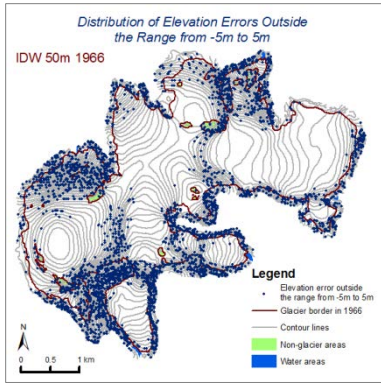 Distribution of Elevation Errors Outside
the Range from -5m to 5m
IDW 50m 1966
Legend
Elevation error outside
the range from -5m to 5m
Glacier border in 1966
Contour lines
Non-glacier areas
Water areas
N
0 0.5 1 km